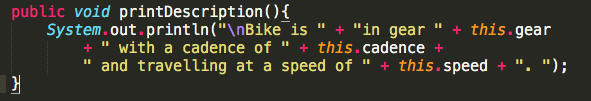 public void printDescription(){
    System.out.println("\nBike is " + "in gear " + this.gear
        + " with a cadence of " + this.cadence +
        " and travelling at a speed of " + this.speed + ". ");
}